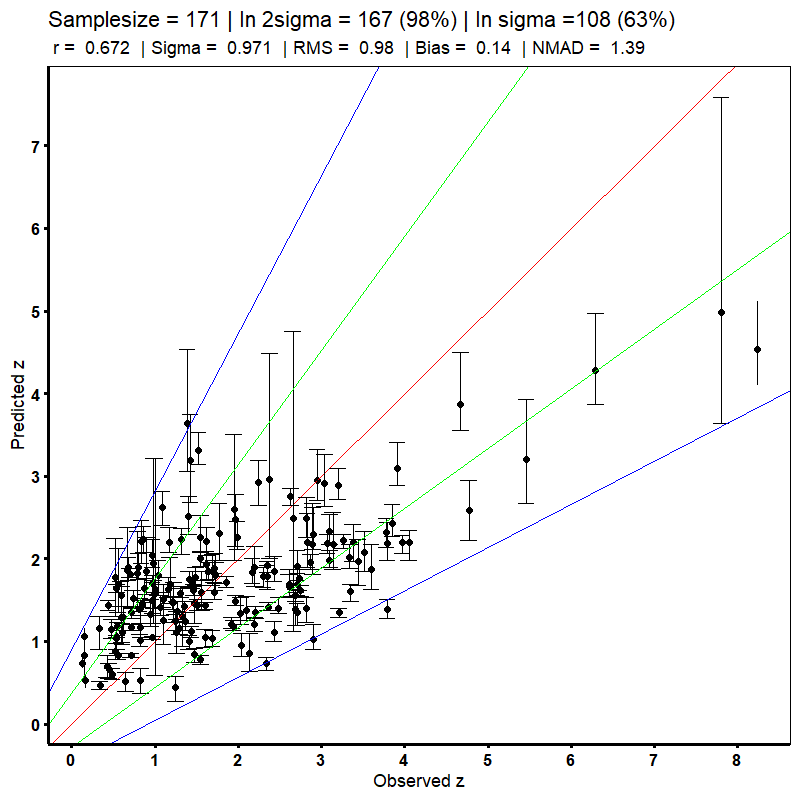 Samplesize = 171 | In 2sigma = 167 (98%) | In sigma =108 (63%)
r = 0.672 | Sigma = 0.971 | RMS = 0.98 | Bias = 0.14 | NMAD = 1.39
7
6
5
4
3
2
1
0
Predicted z
0 1 2 3 4 5 6 7 8
Observed z